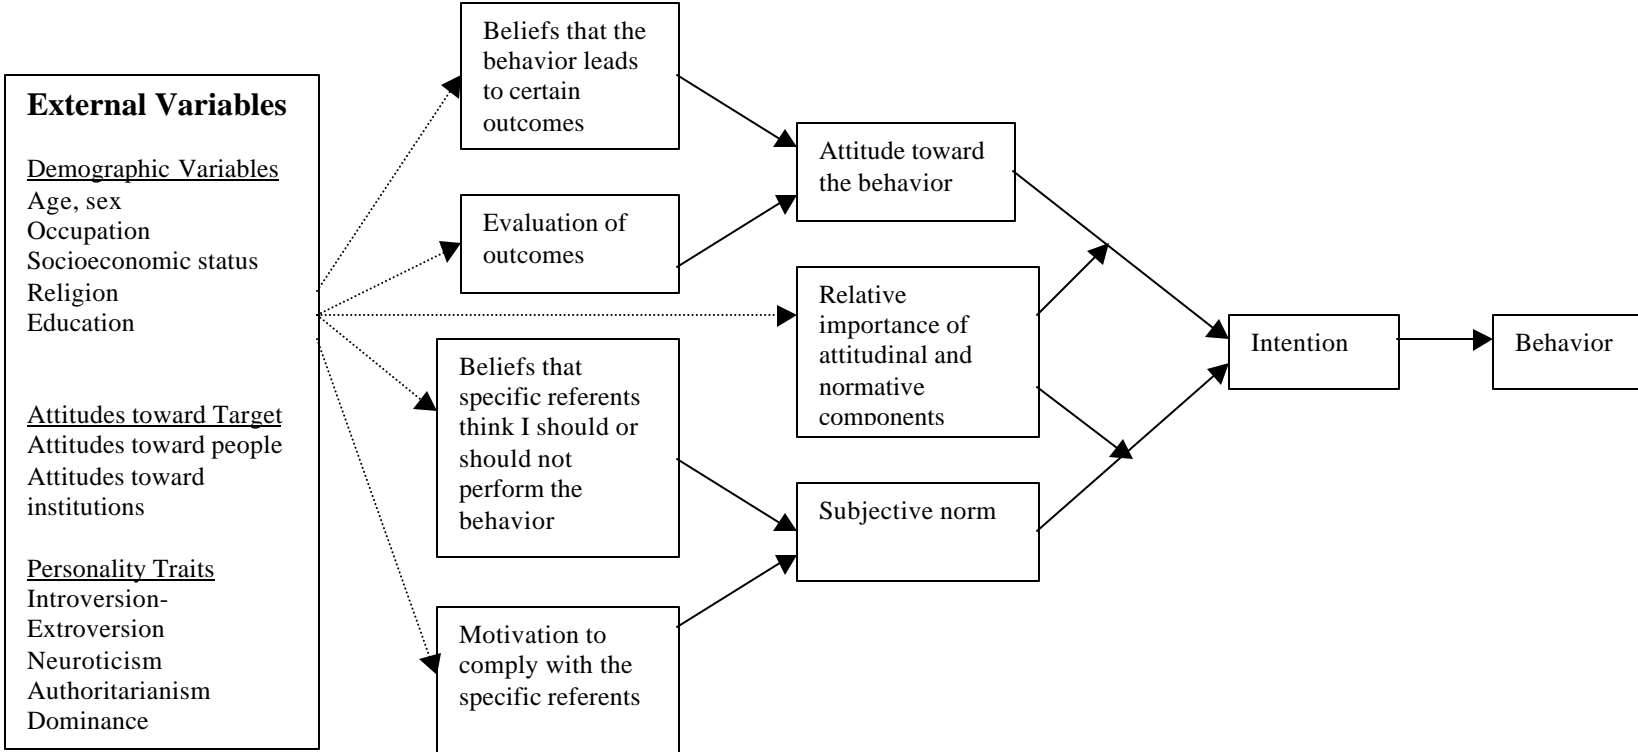 External Variables
Demographic Variables
Age, sex
Occupation
Socioeconomic status
Religion
Education
Attitudes toward Target
Attitudes toward people
Attitudes toward
institutions
Personality Traits
Introversion-
Extroversion
Neuroticism
Authoritarianism
Dominance
Beliefs that the
behavior leads
to certain
outcomes
Evaluation of
outcomes
Beliefs that
specific referents
think I should or
should not
perform the
behavior
Motivation to
comply with the
specific referents
Attitude toward
the behavior
Relative
importance of
attitudinal and
normative
components
Subjective norm
Intention
Behavior